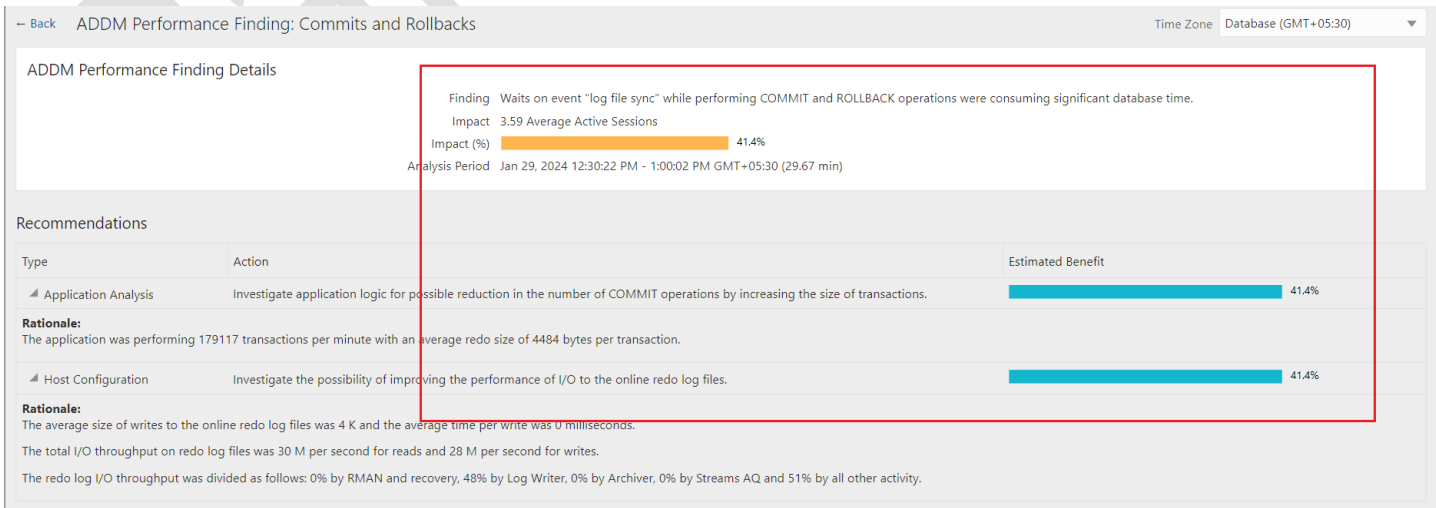 ← Back ADDM Performance Finding: Commits and Rollbacks Time Zone Database (GMT+05:30)
ADDM Performance Finding Details
Finding Waits on event "log file sync" while performing COMMIT and ROLLBACK operations were consuming significant database time.
Impact 3.59 Average Active Sessions
Impact (%) 41.4%
Analysis Period Jan 29, 2024 12:30:22 PM - 1:00:02 PM GMT+05:30 (29.67 min)
Recommendations
Type Action Estimated Benefit
Application Analysis Investigate application logic for possible reduction in the number of COMMIT operations by increasing the size of transactions. 41.4%
Rationale:
The application was performing 179117 transactions per minute with an average redo size of 4484 bytes per transaction.
Host Configuration Investigate the possibility of improving the performance of I/O to the online redo log files. 41.4%
Rationale:
The average size of writes to the online redo log files was 4 K and the average time per write was 0 milliseconds.
The total I/O throughput on redo log files was 30 M per second for reads and 28 M per second for writes.
The redo log I/O throughput was divided as follows: 0% by RMAN and recovery, 48% by Log Writer, 0% by Archiver, 0% by Streams AQ and 51% by all other activity.